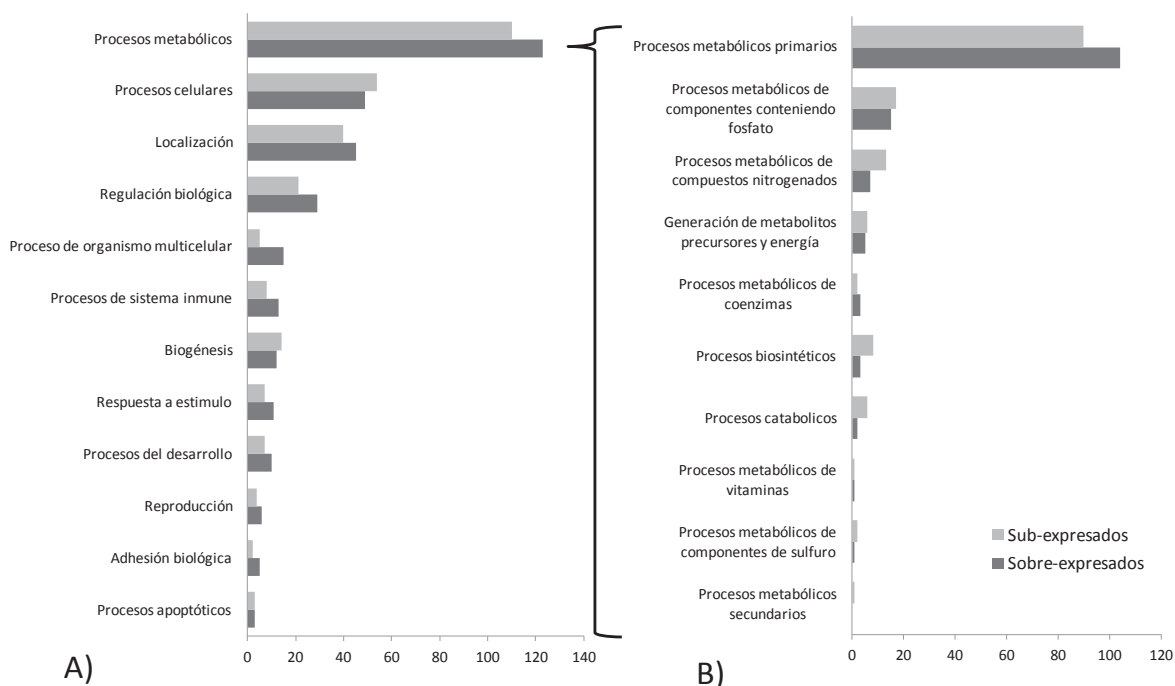 Procesos metabólicos
Procesos celulares
Localización
Regulación biológica
Proceso de organismo multicelular
Procesos de sistema inmune
Biogénesis
Respuesta a estimulo
Procesos del desarrollo
Reproducción
Adhesión biológica
Procesos apoptóticos
0 20 40 60 80 100 120 140
A)
Procesos metabólicos primarios
Procesos metabólicos de
componentes conteniendo
fosfato
Procesos metabólicos de
compuestos nitrogenados
Generación de metabolitos
precursores y energía
Procesos metabólicos de
coenzimas
Procesos biosintéticos
Procesos catabolicos
Procesos metabólicos de
vitaminas
Procesos metabólicos de
componentes de sulfuro
Procesos metabólicos
secundarios
Sub-expresados
Sobre-expresados
0 20 40 60 80 100 120
B)